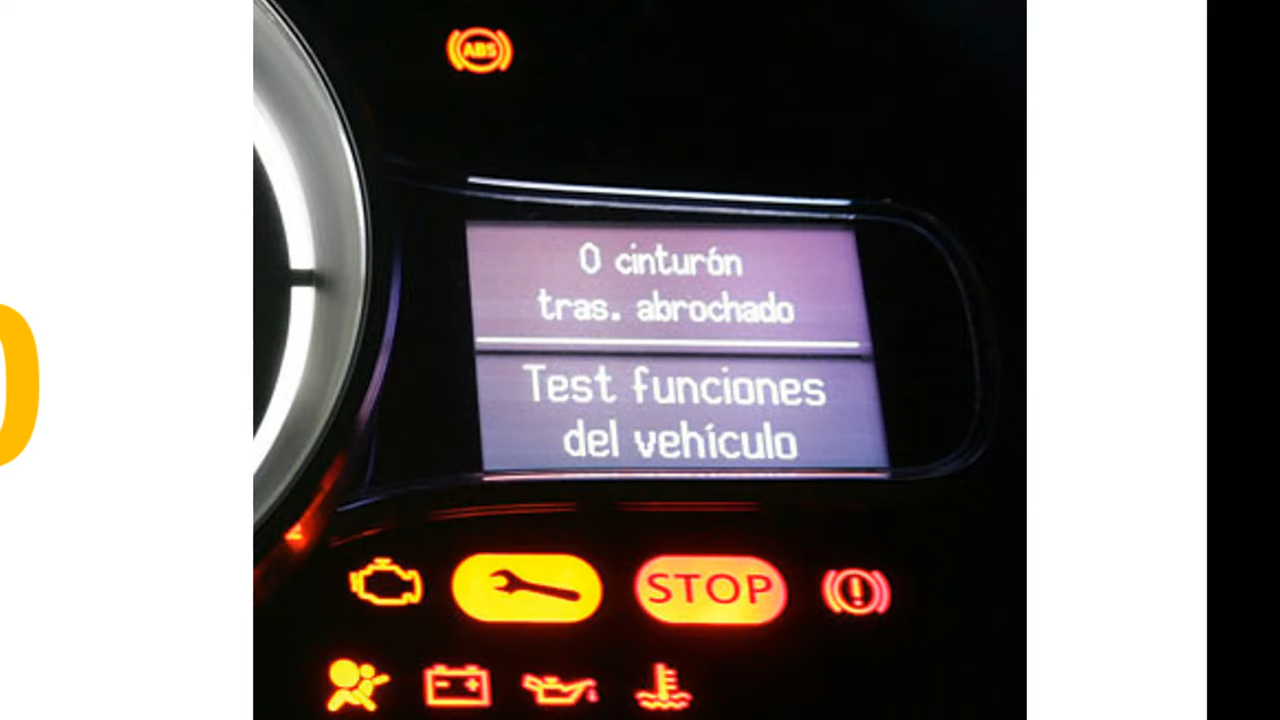 ABS
0 cinturón
tras. abrochado
Test funciones
del vehículo
STOP